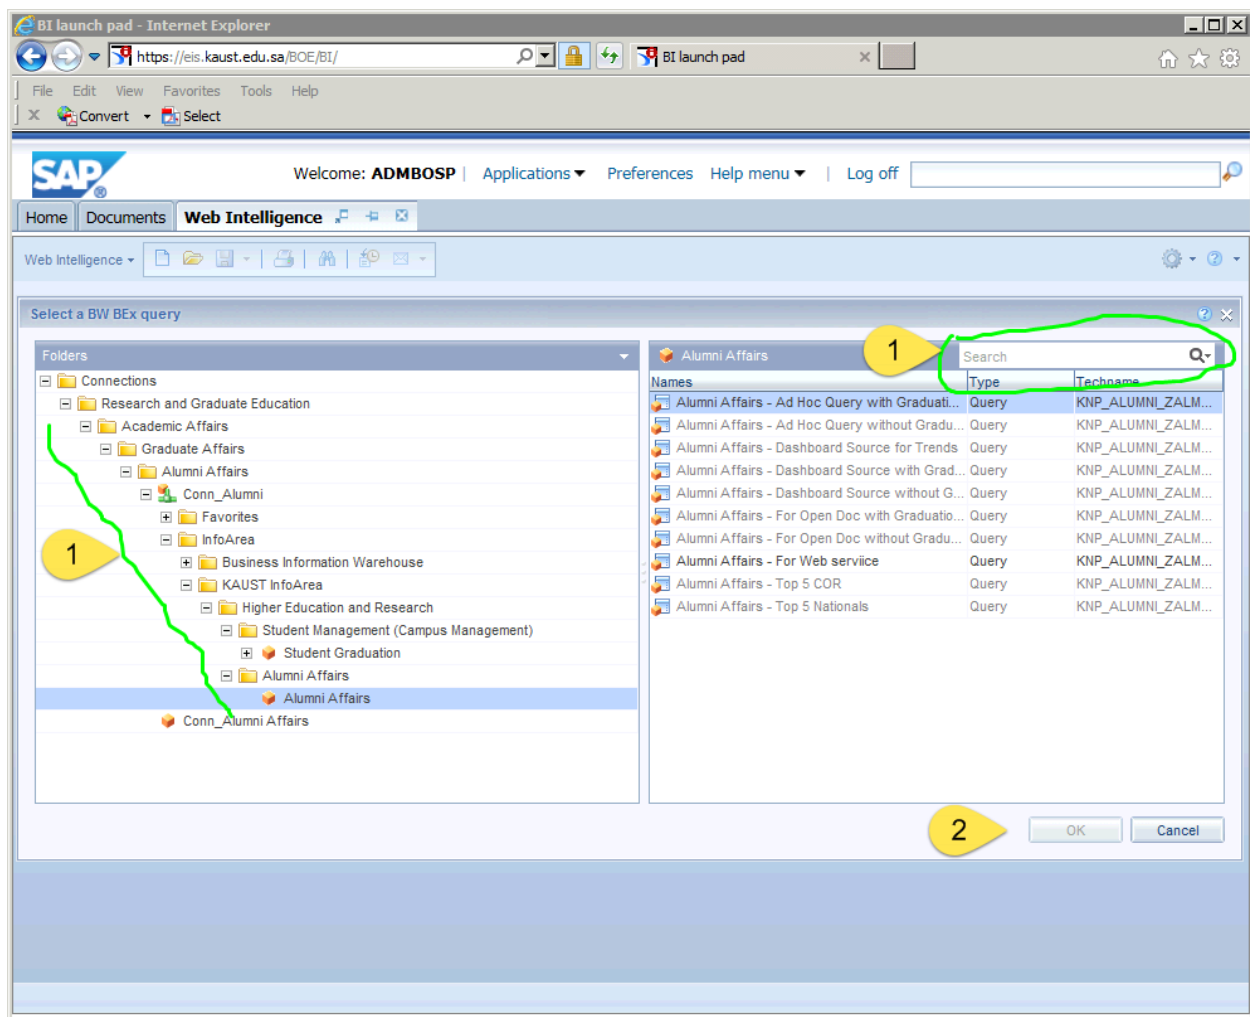 BI launch pad - Internet Explorer
https://eis.kaust.edu.sa/BOE/BI/
BI launch pad
File Edit View Favorites Tools Help
Convert Select
SAP ®
Welcome: ADMBOSP | Applications Preferences Help menu | Log off
Home Documents Web Intelligence
Web Intelligence
Select a BW BEx query
Folders
Connections
Research and Graduate Education
Academic Affairs
Graduate Affairs
Alumni Affairs
Conn_Alumni
Favorites
InfoArea
1
Business Information Warehouse
KAUST InfoArea
Higher Education and Research
Student Management (Campus Management)
Student Graduation
Alumni Affairs
Alumni Affairs
Conn_Alumni Affairs
Alumni Affairs
1
Search
Names Type Techname
Alumni Affairs - Ad Hoc Query with Graduati... Query KNP_ALUMNI_ZALM...
Alumni Affairs - Ad Hoc Query without Gradu... Query KNP_ALUMNI_ZALM...
Alumni Affairs - Dashboard Source for Trends Query KNP_ALUMNI_ZALM...
Alumni Affairs - Dashboard Source with Grad... Query KNP_ALUMNI_ZALM...
Alumni Affairs - Dashboard Source without G... Query KNP_ALUMNI_ZALM...
Alumni Affairs - For Open Doc with Graduatio... Query KNP_ALUMNI_ZALM...
Alumni Affairs - For Open Doc without Gradu... Query KNP_ALUMNI_ZALM...
Alumni Affairs - For Web serviice Query KNP_ALUMNI_ZALM...
Alumni Affairs - Top 5 COR Query KNP_ALUMNI_ZALM...
Alumni Affairs - Top 5 Nationals Query KNP_ALUMNI_ZALM...
2
OK Cancel